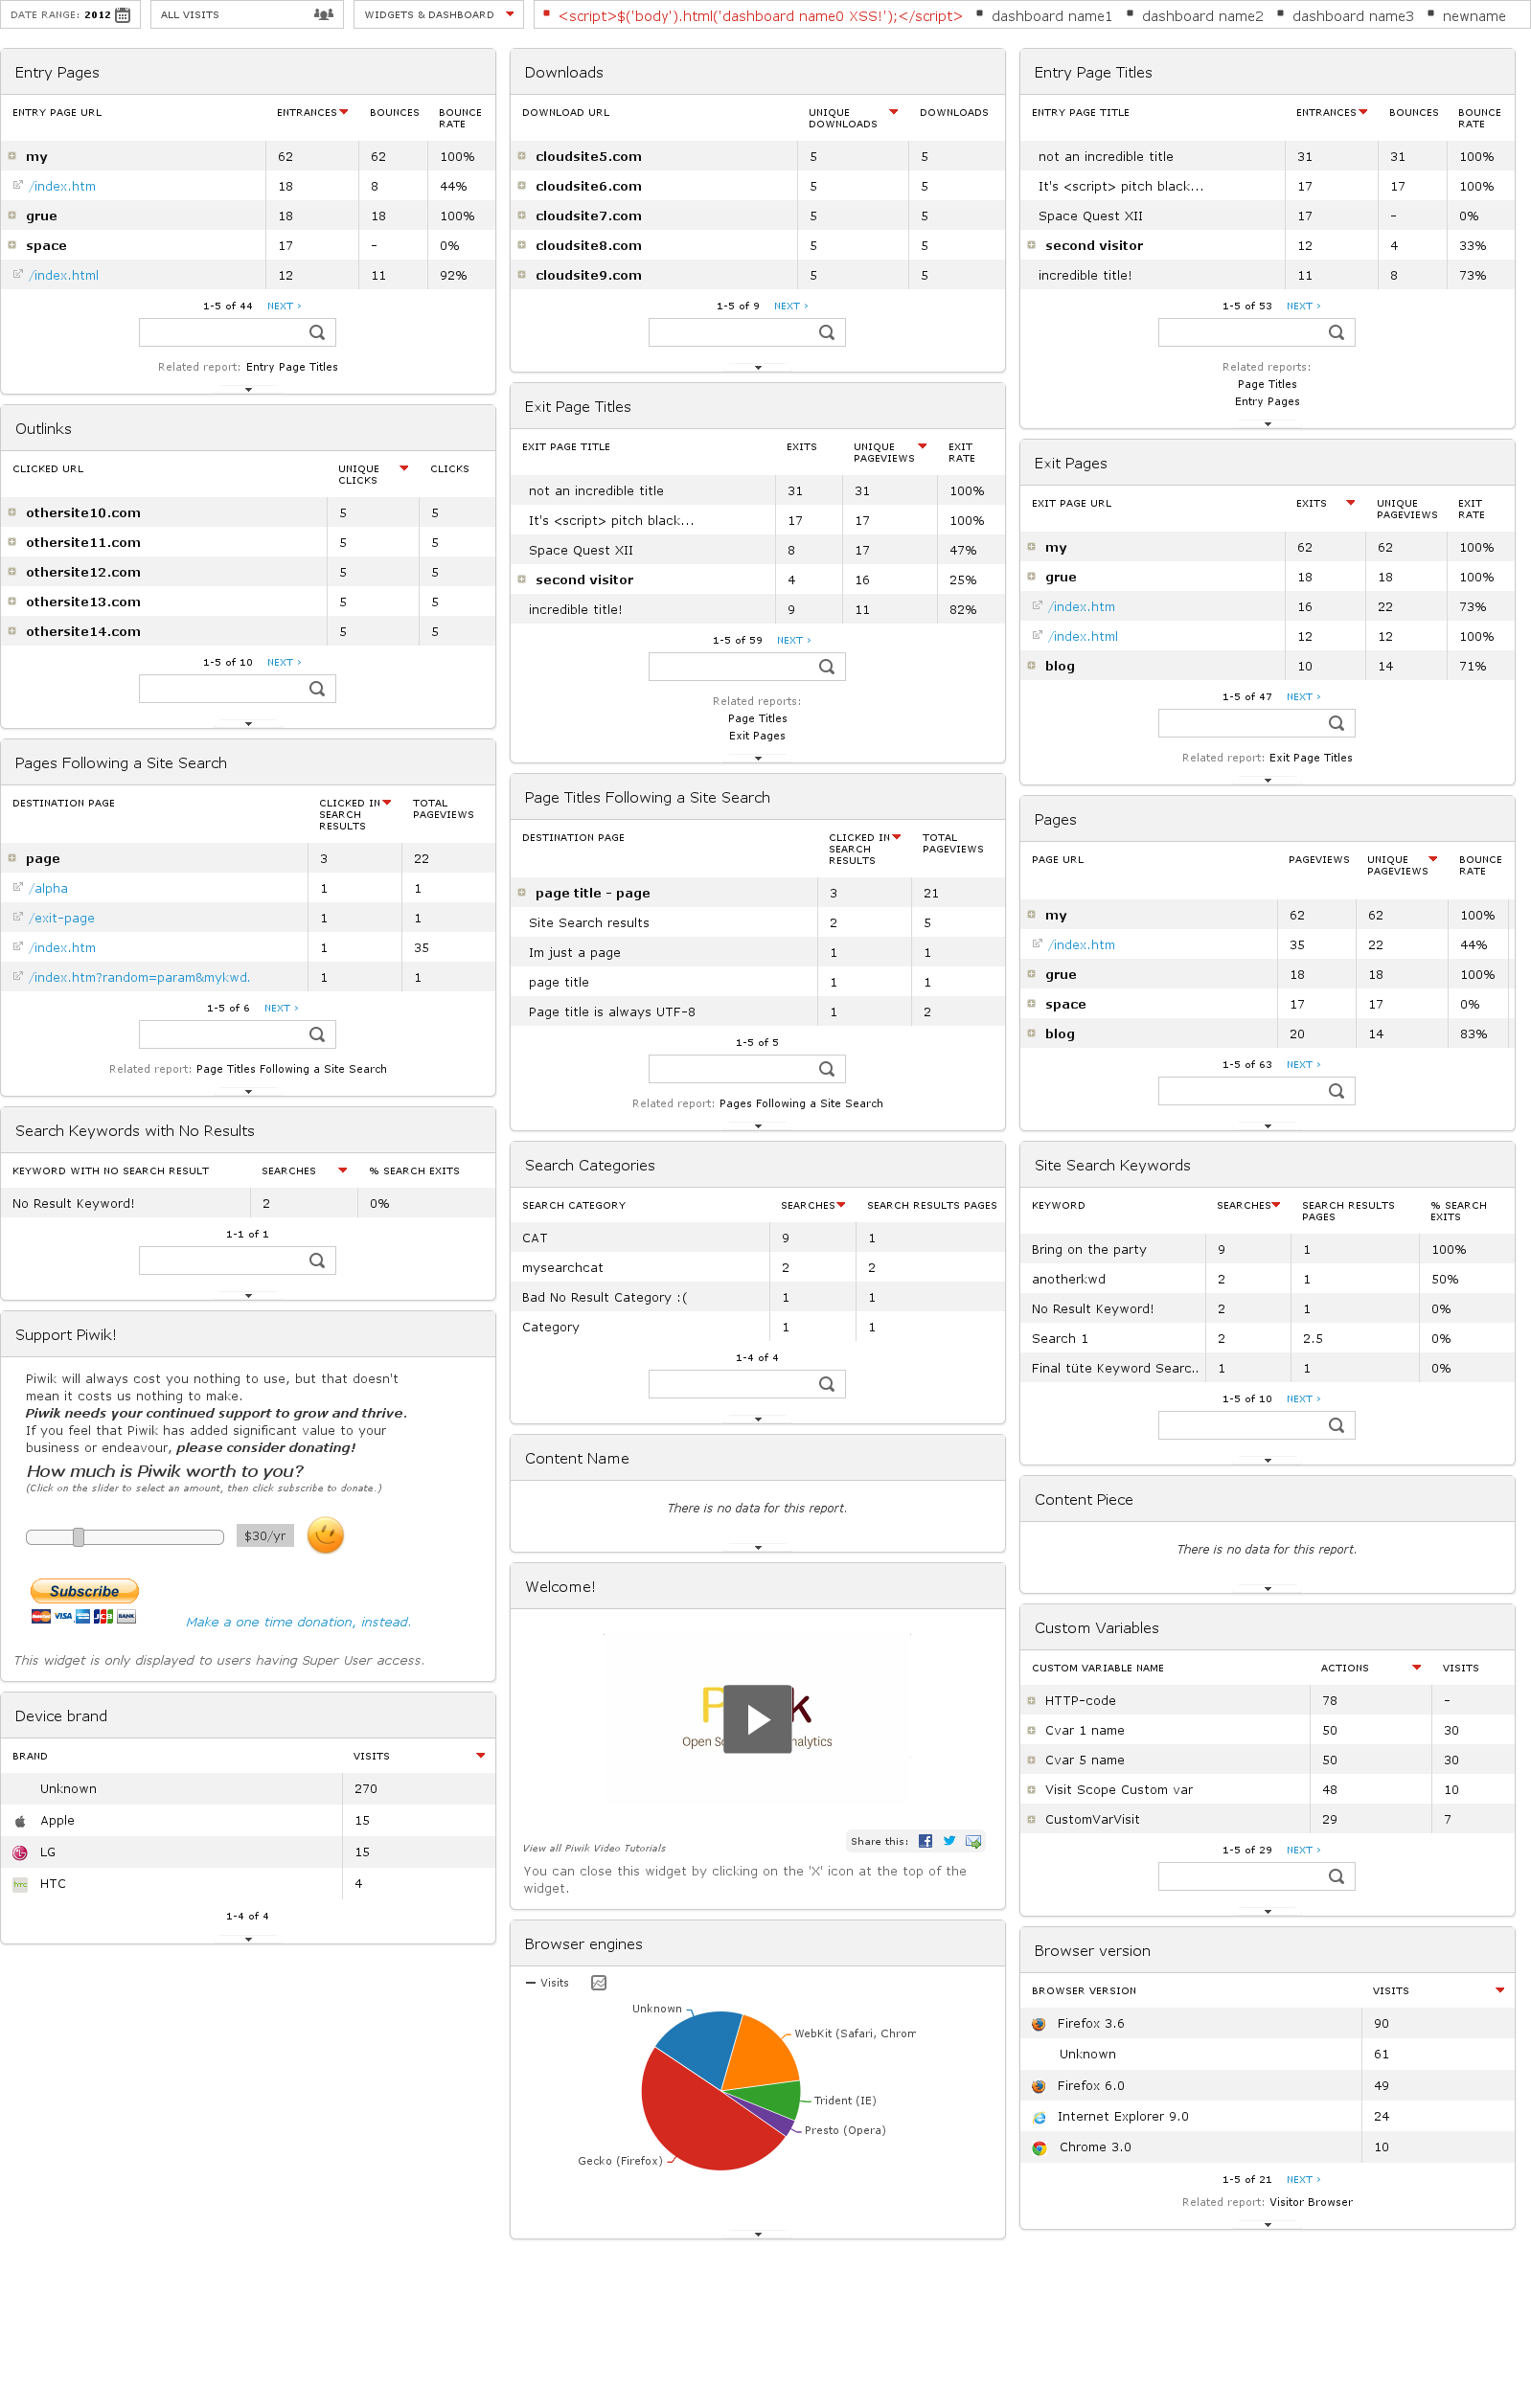 DATE RANGE: 2012
ALL VISITS
WIDGETS & DASHBOARD
<script>$('body').html('dashboard name0 XSS!');</script> dashboard name1 dashboard name2 dashboard name3 newname
Entry Pages
ENTRY PAGE URL ENTRANCES BOUNCES BOUNCE RATE
my 62 62 100%
/index.htm 18 8 44%
grue 18 18 100%
space 17 - 0%
/index.html 12 11 92%
1-5 of 44 NEXT ›
Related report: Entry Page Titles
Outlinks
CLICKED URL UNIQUE CLICKS CLICKS
othersite10.com 5 5
othersite11.com 5 5
othersite12.com 5 5
othersite13.com 5 5
othersite14.com 5 5
1-5 of 10 NEXT ›
Pages Following a Site Search
DESTINATION PAGE CLICKED IN SEARCH RESULTS TOTAL PAGEVIEWS
page 3 22
/alpha 1 1
/exit-page 1 1
/index.htm 1 35
/index.htm?random=param&mykwd. 1 1
1-5 of 6 NEXT ›
Related report: Page Titles Following a Site Search
Search Keywords with No Results
KEYWORD WITH NO SEARCH RESULT SEARCHES % SEARCH EXITS
No Result Keyword! 2 0%
1-1 of 1
Support Piwik!
Piwik will always cost you nothing to use, but that doesn't
mean it costs us nothing to make.
Piwik needs your continued support to grow and thrive.
If you feel that Piwik has added significant value to your
business or endeavour, please consider donating!
How much is Piwik worth to you?
(Click on the slider to select an amount, then click subscribe to donate.)
$30/yr
Subscribe
VISA BANK
Make a one time donation, instead.
This widget is only displayed to users having Super User access.
Device brand
BRAND VISITS
Unknown 270
Apple 15
LG 15
hTC HTC 4
1-4 of 4
Downloads
DOWNLOAD URL UNIQUE DOWNLOADS DOWNLOADS
cloudsite5.com 5 5
cloudsite6.com 5 5
cloudsite7.com 5 5
cloudsite8.com 5 5
cloudsite9.com 5 5
1-5 of 9 NEXT ›
Exit Page Titles
EXIT PAGE TITLE EXITS UNIQUE PAGEVIEWS EXIT RATE
not an incredible title 31 31 100%
It's <script> pitch black... 17 17 100%
Space Quest XII 8 17 47%
second visitor 4 16 25%
incredible title! 9 11 82%
1-5 of 59 NEXT ›
Related reports:
Page Titles
Exit Pages
Page Titles Following a Site Search
DESTINATION PAGE CLICKED IN SEARCH RESULTS TOTAL PAGEVIEWS
page title - page 3 21
Site Search results 2 5
Im just a page 1 1
page title 1 1
Page title is always UTF-8 1 2
1-5 of 5
Related report: Pages Following a Site Search
Search Categories
SEARCH CATEGORY SEARCHES SEARCH RESULTS PAGES
CAT 9 1
mysearchcat 2 2
Bad No Result Category :( 1 1
Category 1 1
1-4 of 4
Content Name
There is no data for this report.
Welcome!
P k
Open So nalytics
View all Piwik Video Tutorials
Share this:
You can close this widget by clicking on the 'X' icon at the top of the
widget.
Browser engines
Visits
Unknown
WebKit (Safari, Chrom
Trident (IE)
Presto (Opera)
Gecko (Firefox)
Entry Page Titles
ENTRY PAGE TITLE ENTRANCES BOUNCES BOUNCE RATE
not an incredible title 31 31 100%
It's <script> pitch black... 17 17 100%
Space Quest XII 17 - 0%
second visitor 12 4 33%
incredible title! 11 8 73%
1-5 of 53 NEXT ›
Related reports:
Page Titles
Entry Pages
Exit Pages
EXIT PAGE URL EXITS UNIQUE PAGEVIEWS EXIT RATE
my 62 62 100%
grue 18 18 100%
/index.htm 16 22 73%
/index.html 12 12 100%
blog 10 14 71%
1-5 of 47 NEXT ›
Related report: Exit Page Titles
Pages
PAGE URL PAGEVIEWS UNIQUE PAGEVIEWS BOUNCE RATE
my 62 62 100%
/index.htm 35 22 44%
grue 18 18 100%
space 17 17 0%
blog 20 14 83%
1-5 of 63 NEXT ›
Site Search Keywords
KEYWORD SEARCHES SEARCH RESULTS PAGES % SEARCH EXITS
Bring on the party 9 1 100%
anotherkwd 2 1 50%
No Result Keyword! 2 1 0%
Search 1 2 2.5 0%
Final tüte Keyword Searc.. 1 1 0%
1-5 of 10 NEXT ›
Content Piece
There is no data for this report.
Custom Variables
CUSTOM VARIABLE NAME ACTIONS VISITS
HTTP-code 78 -
Cvar 1 name 50 30
Cvar 5 name 50 30
Visit Scope Custom var 48 10
CustomVarVisit 29 7
1-5 of 29 NEXT ›
Browser version
BROWSER VERSION VISITS
Firefox 3.6 90
Unknown 61
Firefox 6.0 49
Internet Explorer 9.0 24
Chrome 3.0 10
1-5 of 21 NEXT ›
Related report: Visitor Browser